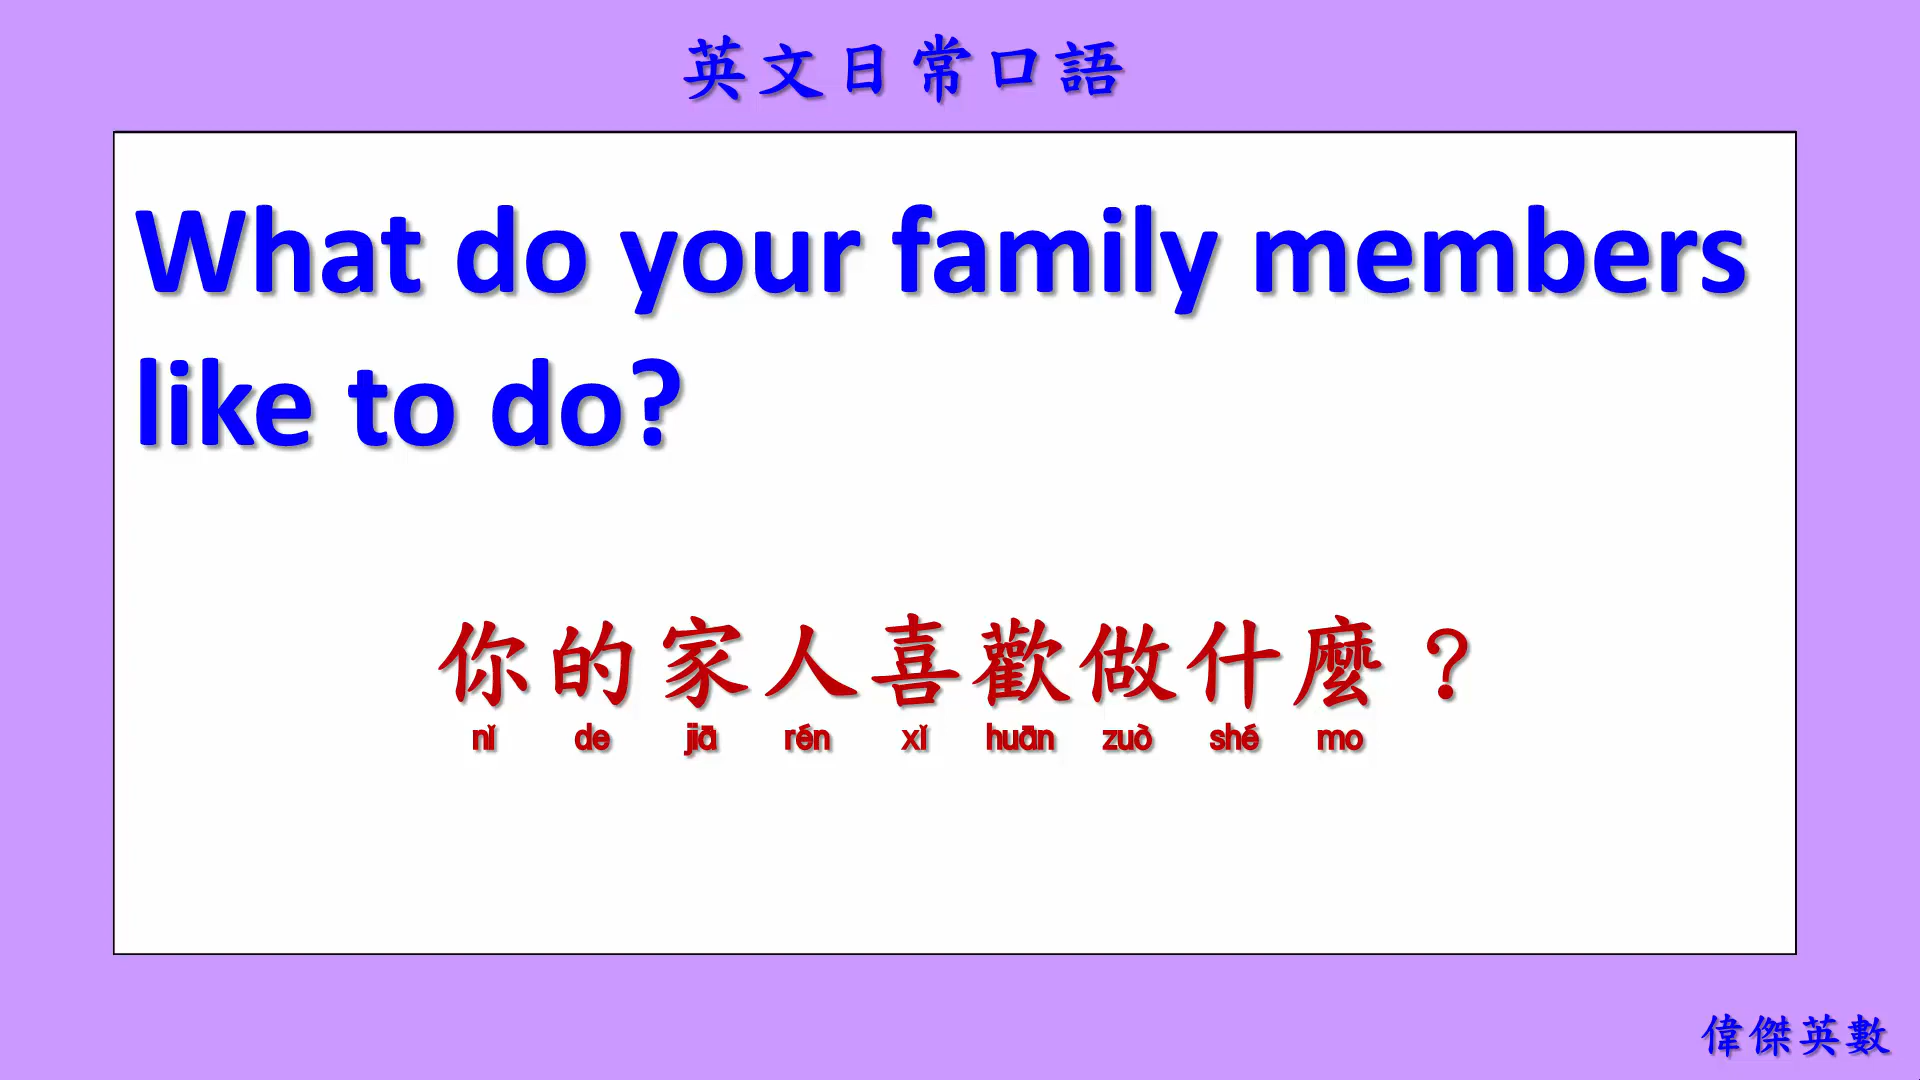 英文日常口語
What do your family members
like to do?
你的家人喜歡做什麼？
nǐ de jiā rén xǐ huān zuò shé mo
偉傑英數